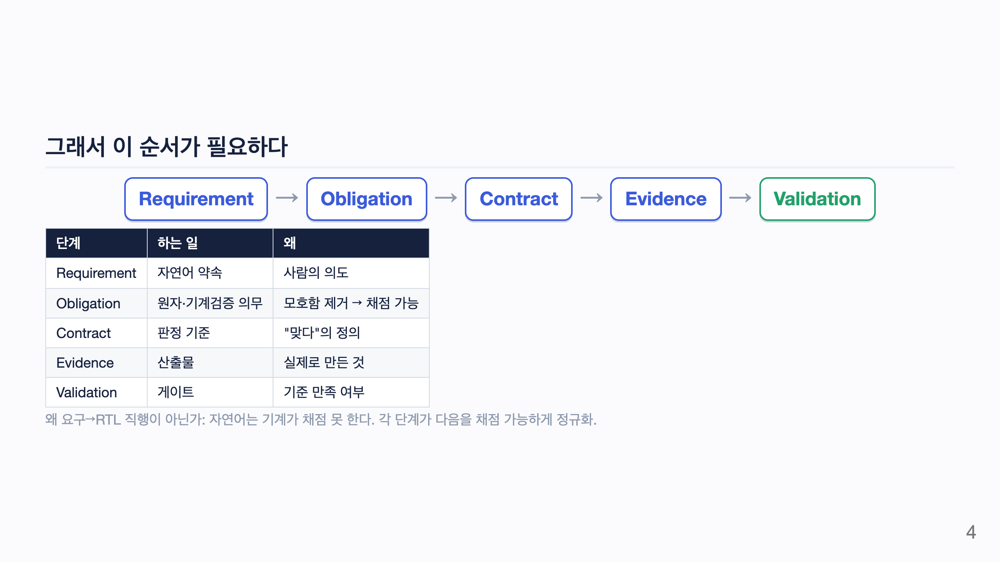 그래서 이 순서가 필요하다
Requirement → Obligation → Contract → Evidence → Validation
단계 하는 일 왜
Requirement 자연어 약속 사람의 의도
Obligation 원자·기계검증 의무 모호함 제거 → 채점 가능
Contract 판정 기준 "맞다"의 정의
Evidence 산출물 실제로 만든 것
Validation 게이트 기준 만족 여부
왜 요구→RTL 직행이 아닌가: 자연어는 기계가 채점 못 한다. 각 단계가 다음을 채점 가능하게 정규화.
4